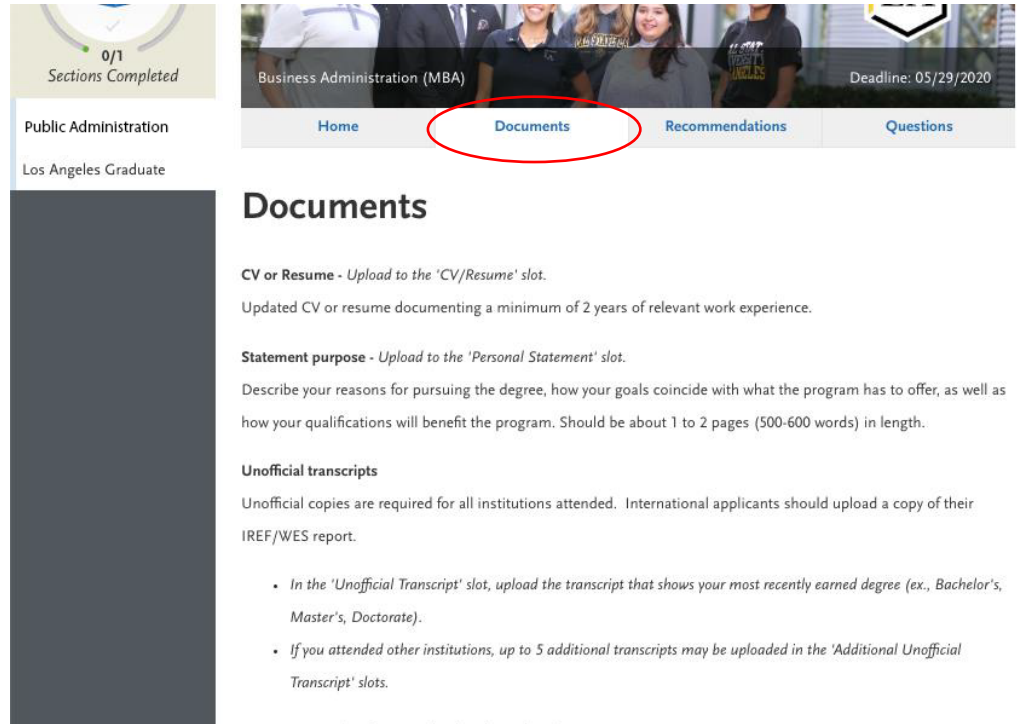 0/1
Sections Completed
Public Administration
Los Angeles Graduate
Business Administration (MBA)
Deadline: 05/29/2020
Home
Documents
Recommendations
Questions
Documents
CV or Resume - Upload to the 'CV/Resume' slot.
Updated CV or resume documenting a minimum of 2 years of relevant work experience.
Statement purpose - Upload to the 'Personal Statement' slot.
Describe your reasons for pursuing the degree, how your goals coincide with what the program has to offer, as well as
how your qualifications will benefit the program. Should be about 1 to 2 pages (500-600 words) in length.
Unofficial transcripts
Unofficial copies are required for all institutions attended. International applicants should upload a copy of their
IREF/WES report.
• In the 'Unofficial Transcript' slot, upload the transcript that shows your most recently earned degree (ex., Bachelor's,
Master's, Doctorate).
• If you attended other institutions, up to 5 additional transcripts may be uploaded in the 'Additional Unofficial
Transcript' slots.